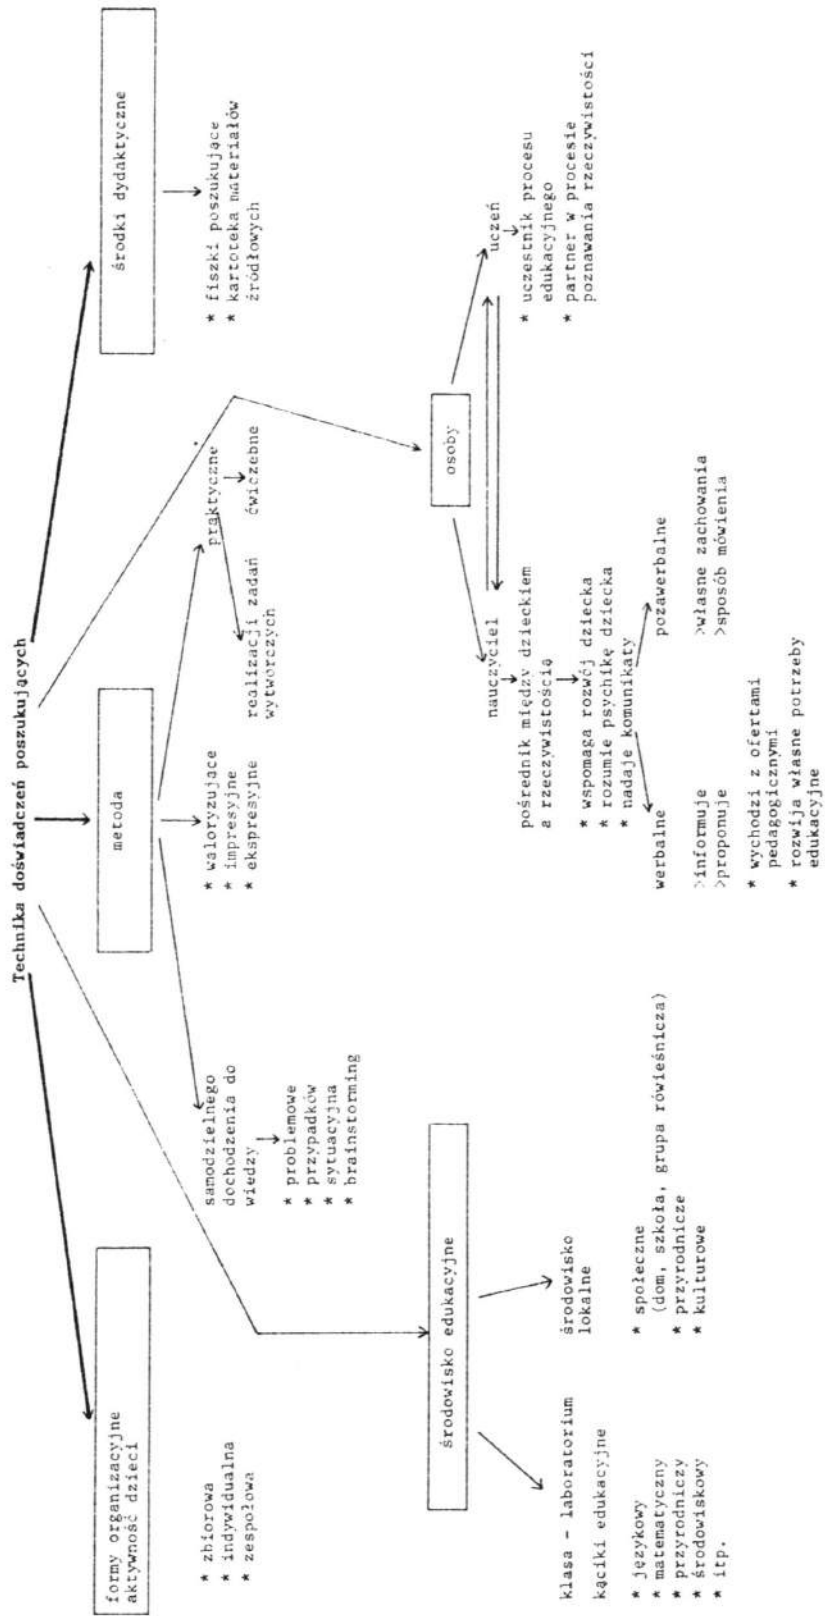 Technika doświadczeń poszukujących
formy organizacyjne
aktywność dzieci
* zbiorowa
* indywidualna
* zespołowa
metoda
samodzielnego
dochodzenia do
wiedzy
* problemowe
* przypadków
* sytuacyjna
* brainstorming
* waloryzujące
* impresyjne
* ekspresyjne
praktyczne
realizacji zadań
wytwórczych
ćwiczebne
środki dydaktyczne
* fiszki poszukujące
* kartoteka materiałów
źródłowych
środowisko edukacyjne
klasa - laboratorium
kąciki edukacyjne
* językowy
* matematyczny
* przyrodniczy
* środowiskowy
* itp.
środowisko
lokalne
* społeczne
(dom, szkoła, grupa rówieśnicza)
* przyrodnicze
* kulturowe
osoby
nauczyciel
pośrednik między dzieckiem
a rzeczywistością
* wspomaga rozwój dziecka
* rozumie psychikę dziecka
* nadaje komunikaty
werbalne
>informuje
>proponuje
* wychodzi z ofertami
pedagogicznymi
* rozwija własne potrzeby
edukacyjne
pozawerbalne
>własne zachowania
>sposób mówienia
uczeń
* uczestnik procesu
edukacyjnego
* partner w procesie
poznawania rzeczywistości